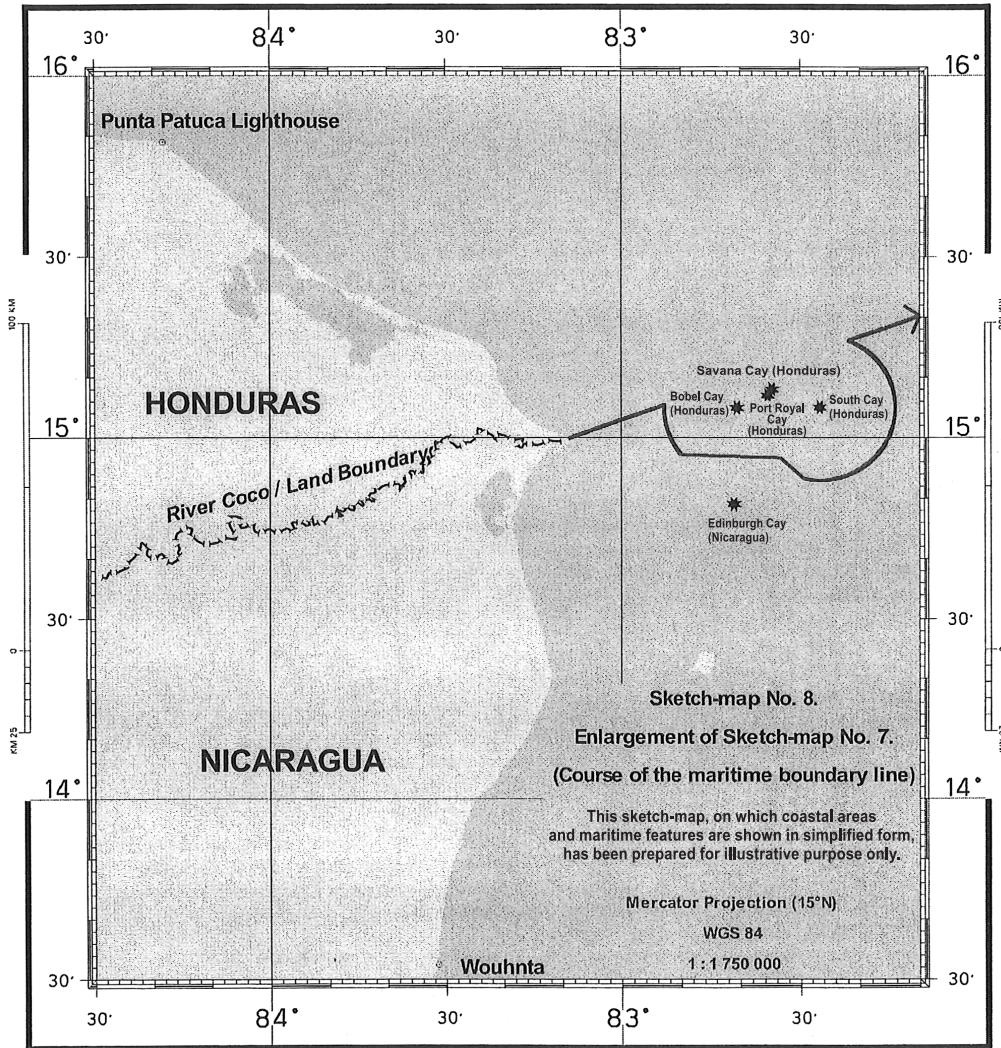 30′ 84° 30′ 83° 30′
16° 16°
Punta Patuca Lighthouse
30′ 30′
100 KM
Savana Cay (Honduras)
Bobel Cay
(Honduras)
Port Royal
Cay
(Honduras)
South Cay
(Honduras)
HONDURAS
15° 15°
River Coco / Land Boundary
Edinburgh Cay
(Nicaragua)
30′ 30′
0
KM 25
Sketch-map No. 8.
Enlargement of Sketch-map No. 7.
(Course of the maritime boundary line)
NICARAGUA
14° 14°
This sketch-map, on which coastal areas
and maritime features are shown in simplified form,
has been prepared for illustrative purpose only.
Mercator Projection (15°N)
WGS 84
1 : 1 750 000
Wouhnta
30′ 30′
30′ 84° 30′ 83° 30′